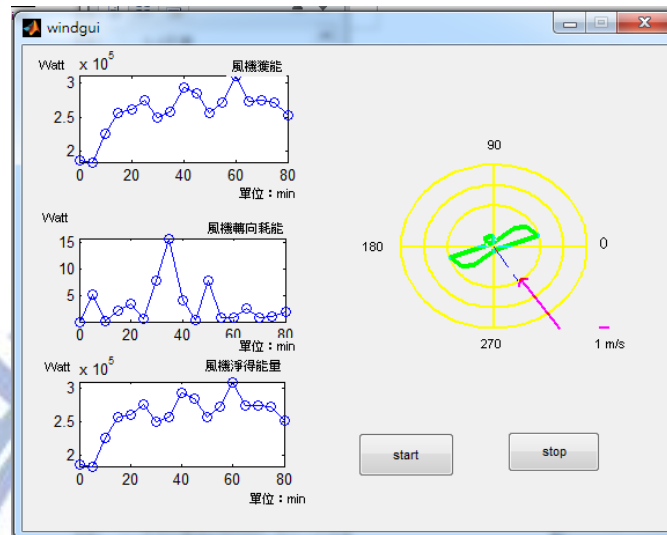 windgui
Watt x 10^5 風機獲能
3
2.5
2
0 20 40 60 80
單位：min
Watt 風機轉向耗能
15
10
5
0 20 40 60 80
單位：min
Watt x 10^5 風機淨得能量
3
2.5
2
0 20 40 60 80
單位：min
90
180 0
270 1 m/s
start stop